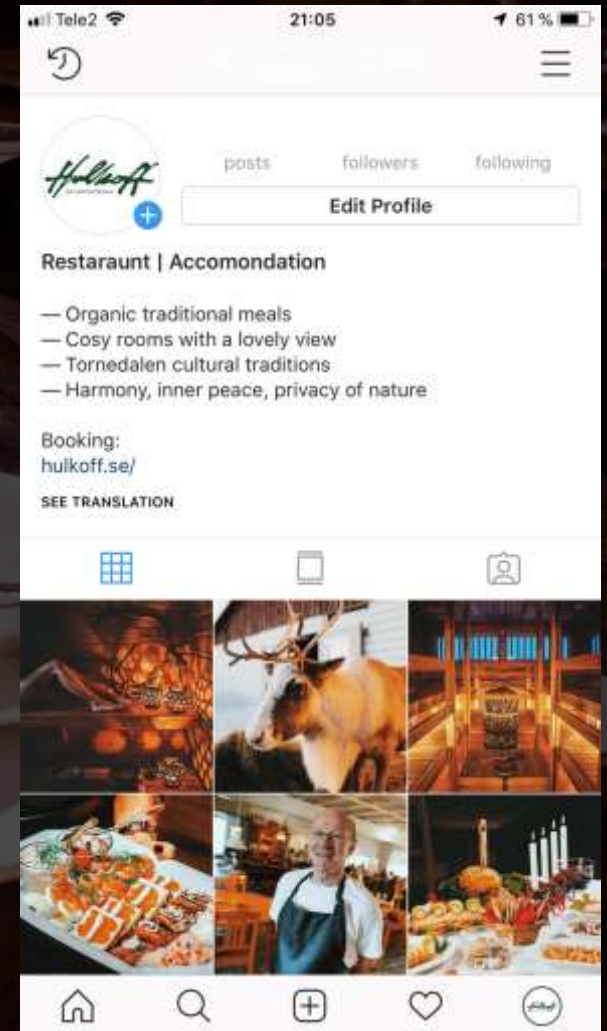 Tele2
21:05
61 %
Hulkoff
posts
followers
following
Edit Profile
Restaraunt | Accomondation
— Organic traditional meals
— Cosy rooms with a lovely view
— Tornedalen cultural traditions
— Harmony, inner peace, privacy of nature
Booking:
hulkoff.se/
SEE TRANSLATION